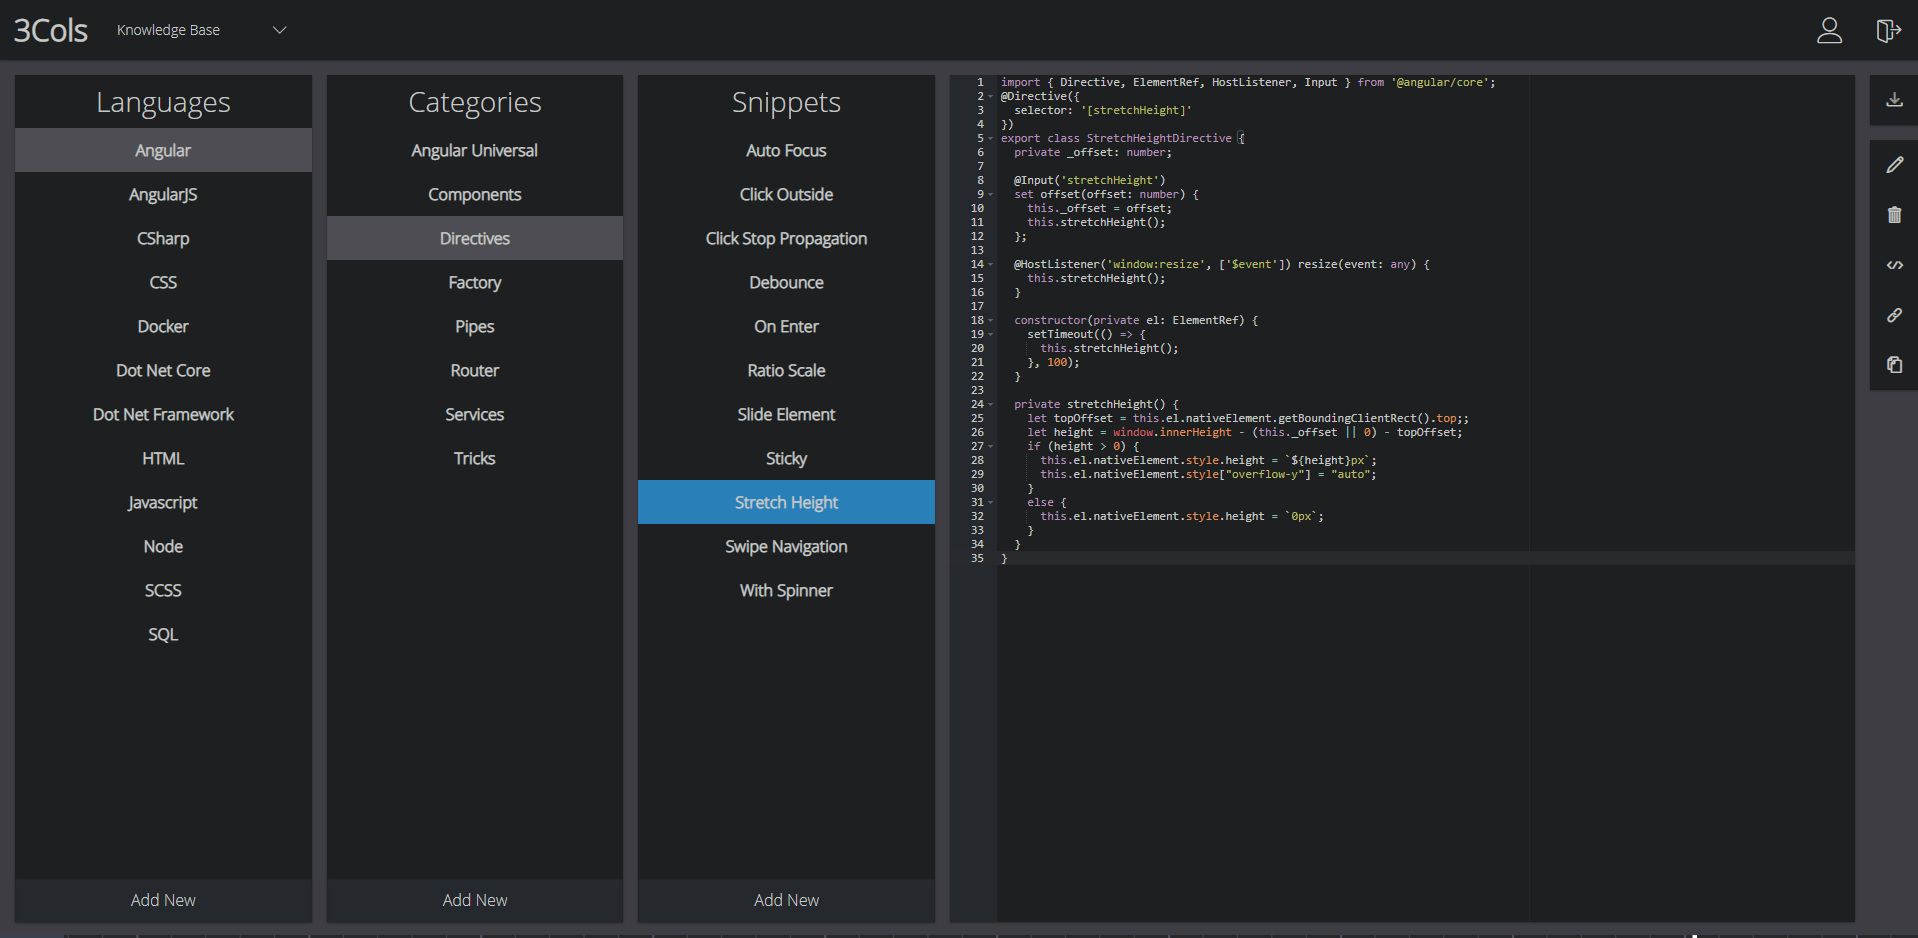 3Cols
Knowledge Base
Languages
Angular
AngularJS
CSharp
CSS
Docker
Dot Net Core
Dot Net Framework
HTML
Javascript
Node
SCSS
SQL
Add New
Categories
Angular Universal
Components
Directives
Factory
Pipes
Router
Services
Tricks
Add New
Snippets
Auto Focus
Click Outside
Click Stop Propagation
Debounce
On Enter
Ratio Scale
Slide Element
Sticky
Stretch Height
Swipe Navigation
With Spinner
Add New
1 import { Directive, ElementRef, HostListener, Input } from '@angular/core';
2 @Directive({
3   selector: '[stretchHeight]'
4 })
5 export class StretchHeightDirective {
6   private _offset: number;
7
8   @Input('stretchHeight')
9   set offset(offset: number) {
10     this._offset = offset;
11     this.stretchHeight();
12   };
13
14   @HostListener('window:resize', ['$event']) resize(event: any) {
15     this.stretchHeight();
16   }
17
18   constructor(private el: ElementRef) {
19     setTimeout(() => {
20       this.stretchHeight();
21     }, 100);
22   }
23
24   private stretchHeight() {
25     let topOffset = this.el.nativeElement.getBoundingClientRect().top;;
26     let height = window.innerHeight - (this._offset || 0) - topOffset;
27     if (height > 0) {
28       this.el.nativeElement.style.height = `${height}px`;
29       this.el.nativeElement.style["overflow-y"] = "auto";
30     }
31     else {
32       this.el.nativeElement.style.height = `0px`;
33     }
34   }
35 }